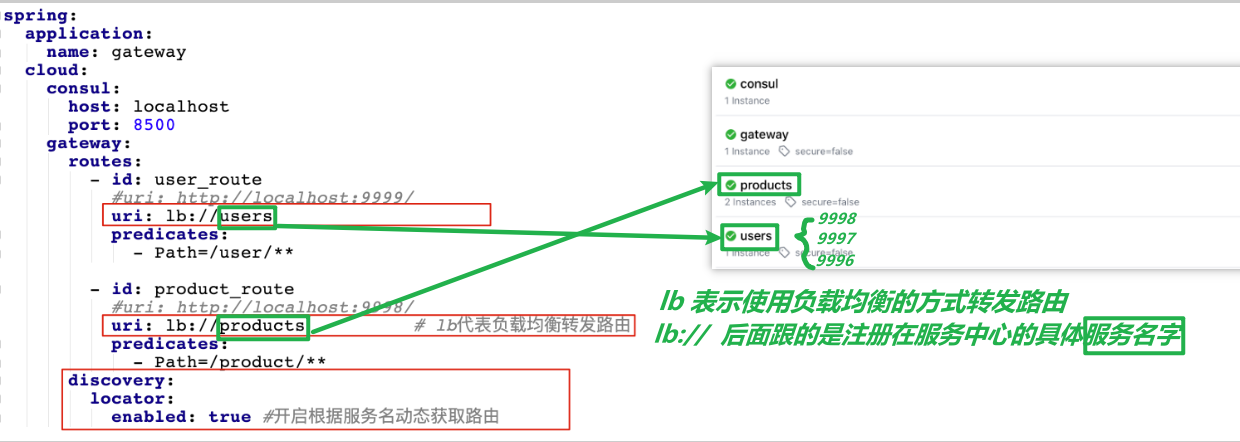 spring:
application:
name: gateway
cloud:
consul:
host: localhost
port: 8500
gateway:
routes:
- id: user_route
#uri: http://localhost:9999/
uri: lb://users
predicates:
- Path=/user/**
- id: product_route
#uri: http://localhost:9998/
uri: lb://products # lb代表负载均衡转发路由
predicates:
- Path=/product/**
discovery:
locator:
enabled: true #开启根据服务名动态获取路由
consul
1 Instance
gateway
1 Instance secure=false
products
2 Instances secure=false
users
1 Instance secure=false
9998
9997
9996
lb 表示使用负载均衡的方式转发路由
lb:// 后面跟的是注册在服务中心的具体服务名字